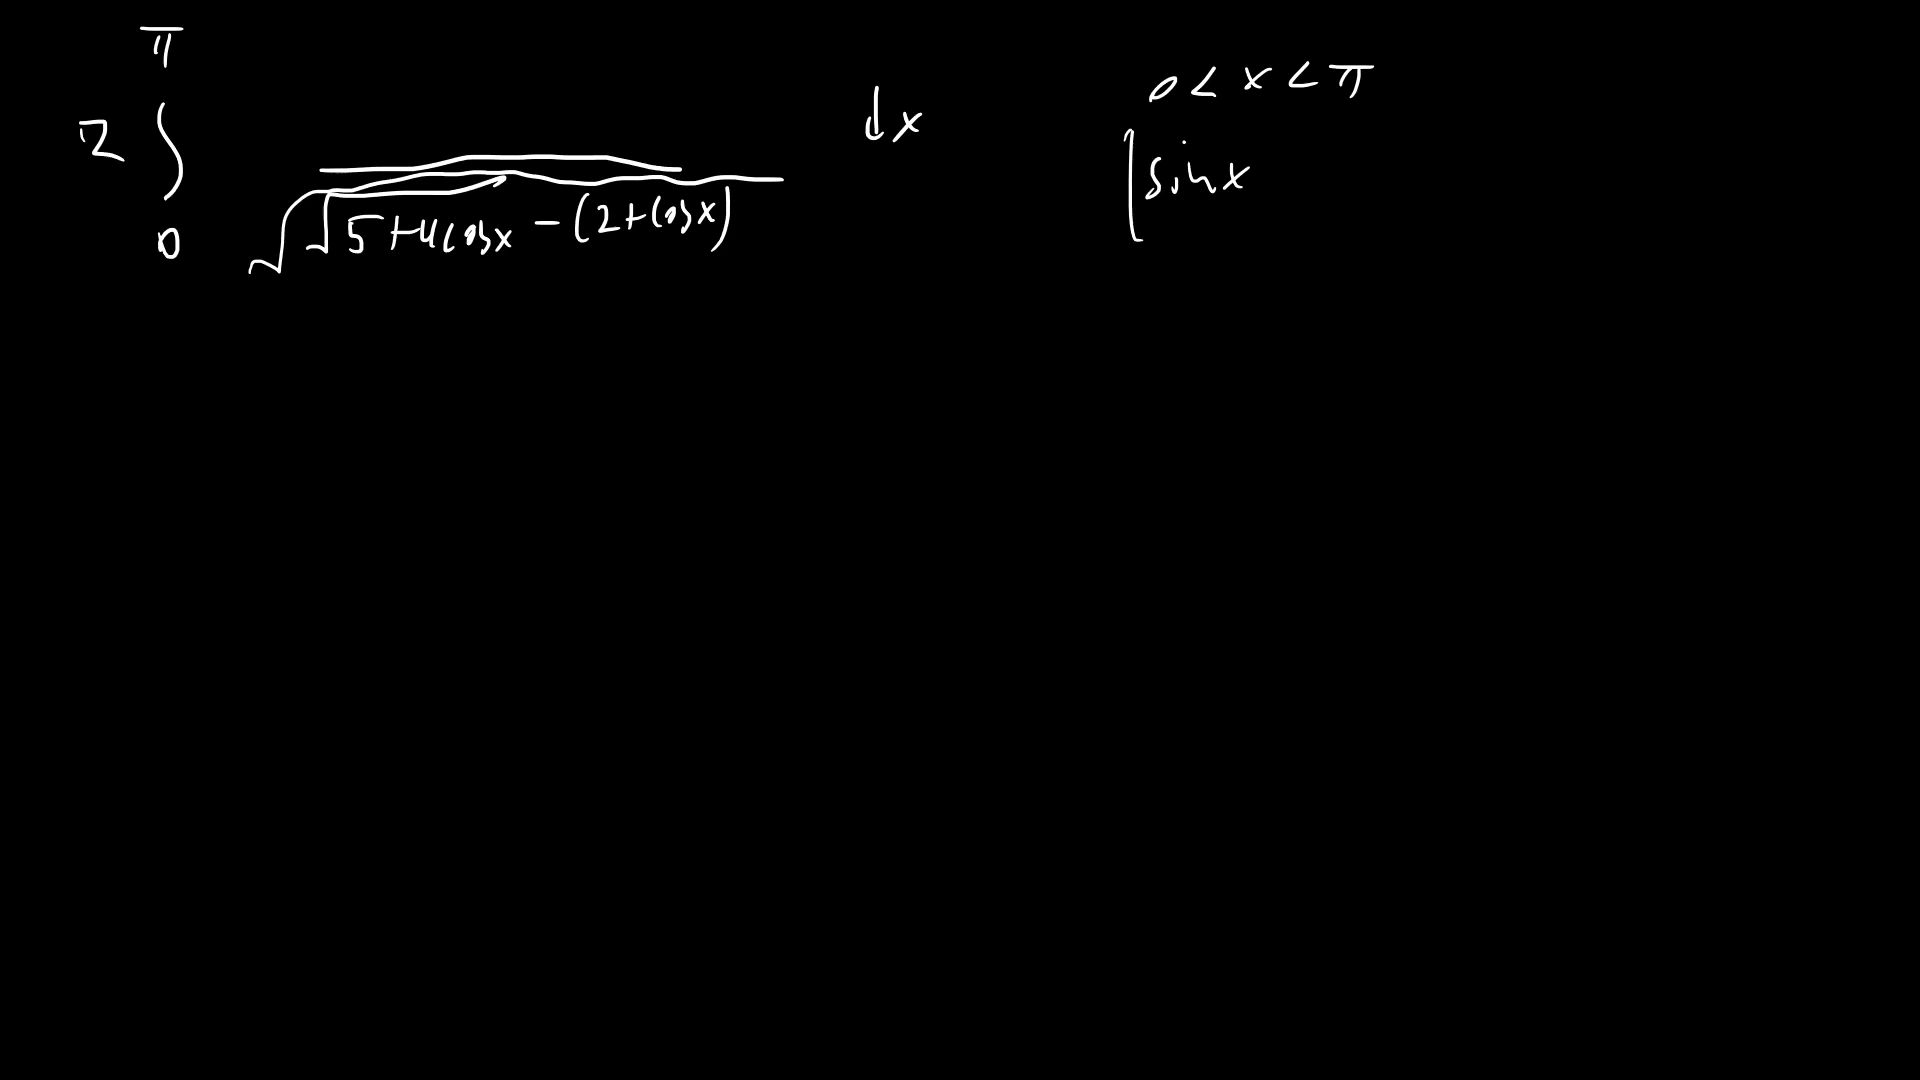 2 ∫₀^π √(√(5+4cosx) - (2+cosx)) dx
0 < x < π
|sinx